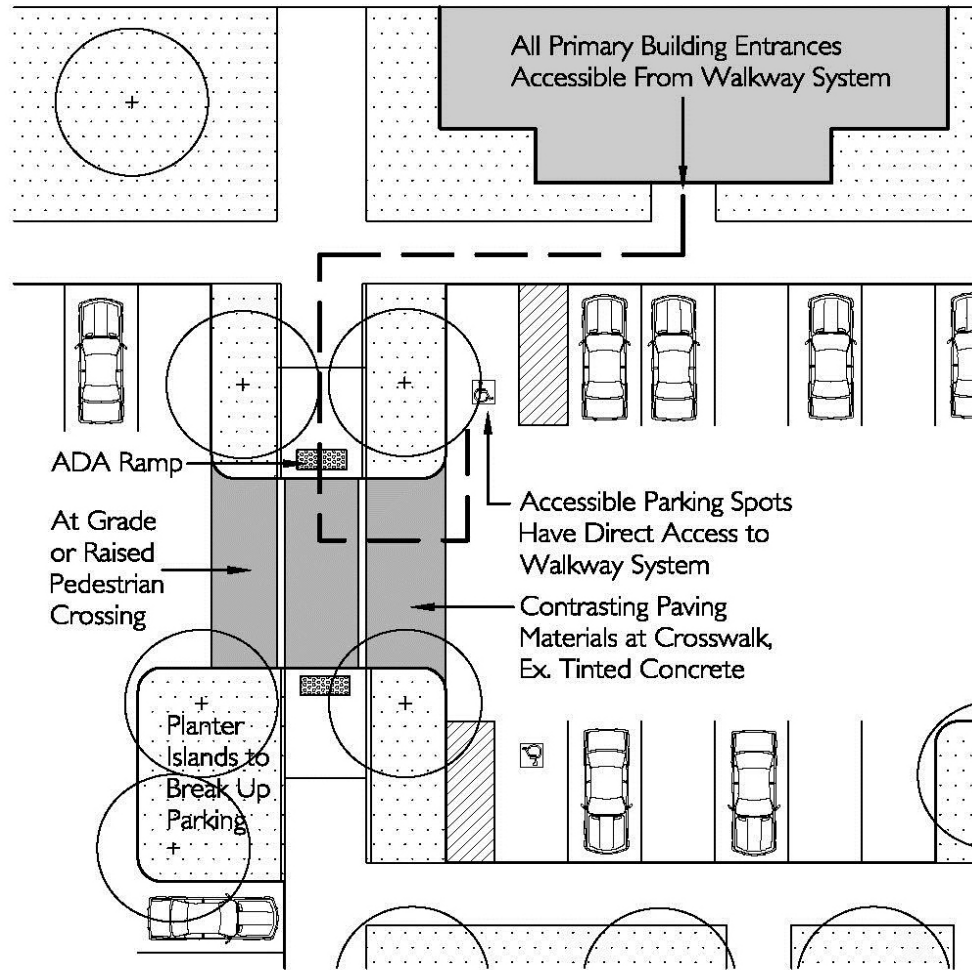 All Primary Building Entrances
Accessible From Walkway System
ADA Ramp
At Grade
or Raised
Pedestrian
Crossing
Accessible Parking Spots
Have Direct Access to
Walkway System
Contrasting Paving
Materials at Crosswalk,
Ex. Tinted Concrete
Planter
Islands to
Break Up
Parking